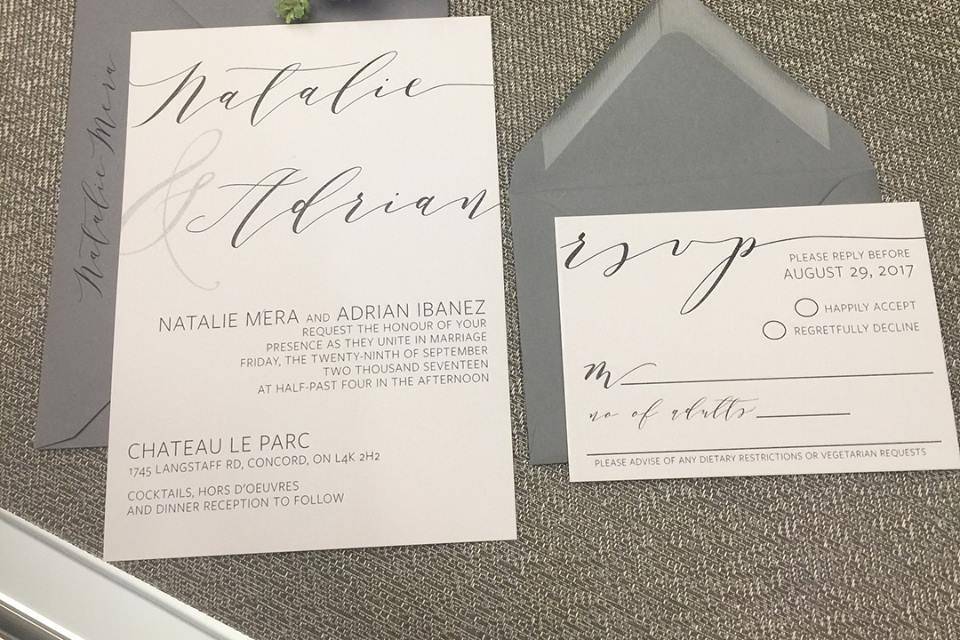 Natalie Mera
Natalie
&
Adrian
NATALIE MERA AND ADRIAN IBANEZ
REQUEST THE HONOUR OF YOUR
PRESENCE AS THEY UNITE IN MARRIAGE
FRIDAY, THE TWENTY-NINTH OF SEPTEMBER
TWO THOUSAND SEVENTEEN
AT HALF-PAST FOUR IN THE AFTERNOON
CHATEAU LE PARC
1745 LANGSTAFF RD, CONCORD, ON L4K 2H2
COCKTAILS, HORS D'OEUVRES
AND DINNER RECEPTION TO FOLLOW
rsvp
PLEASE REPLY BEFORE
AUGUST 29, 2017
HAPPILY ACCEPT
REGRETFULLY DECLINE
M
no of adults
PLEASE ADVISE OF ANY DIETARY RESTRICTIONS OR VEGETARIAN REQUESTS